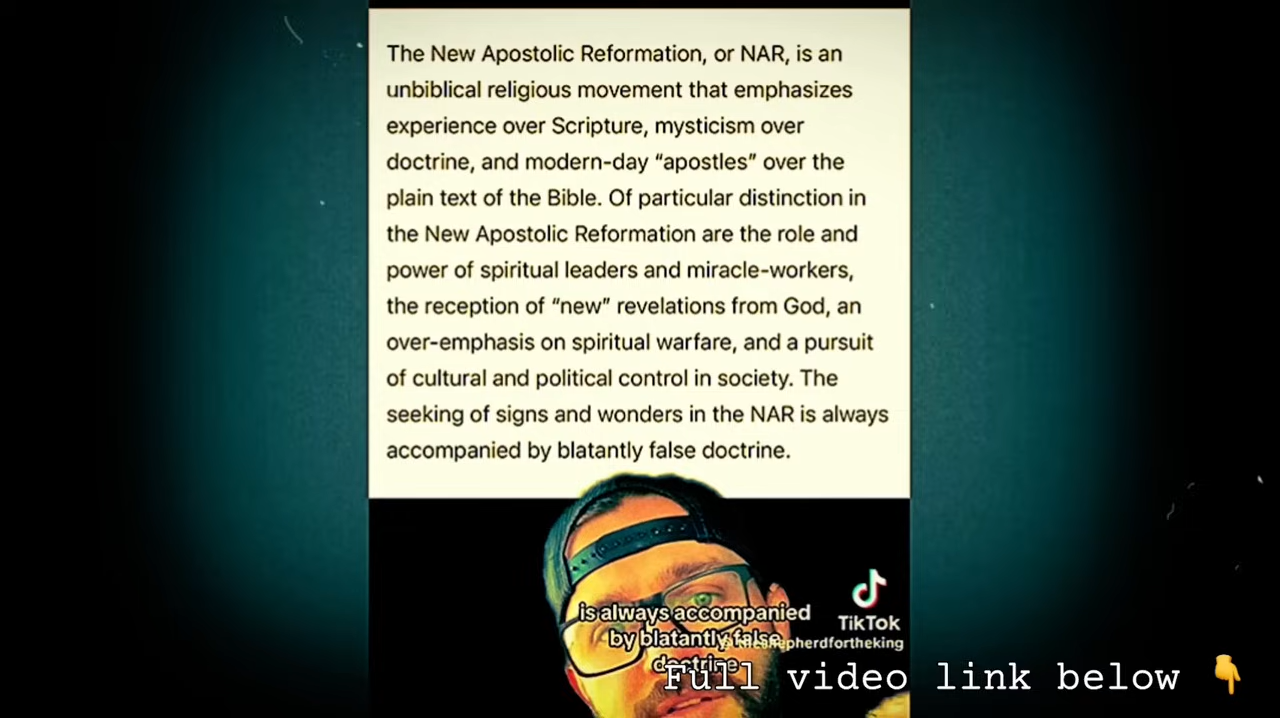 The New Apostolic Reformation, or NAR, is an
unbiblical religious movement that emphasizes
experience over Scripture, mysticism over
doctrine, and modern-day “apostles” over the
plain text of the Bible. Of particular distinction in
the New Apostolic Reformation are the role and
power of spiritual leaders and miracle-workers,
the reception of “new” revelations from God, an
over-emphasis on spiritual warfare, and a pursuit
of cultural and political control in society. The
seeking of signs and wonders in the NAR is always
accompanied by blatantly false doctrine.
is always accompanied
by blatantly false
doctrine
TikTok
Full video link below 👇